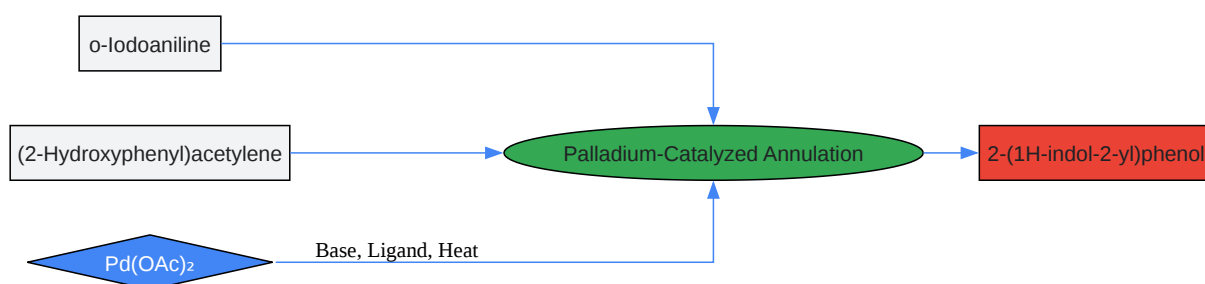 o-Iodoaniline
(2-Hydroxyphenyl)acetylene
Palladium-Catalyzed Annulation
2-(1H-indol-2-yl)phenol
Base, Ligand, Heat
Pd(OAc)₂